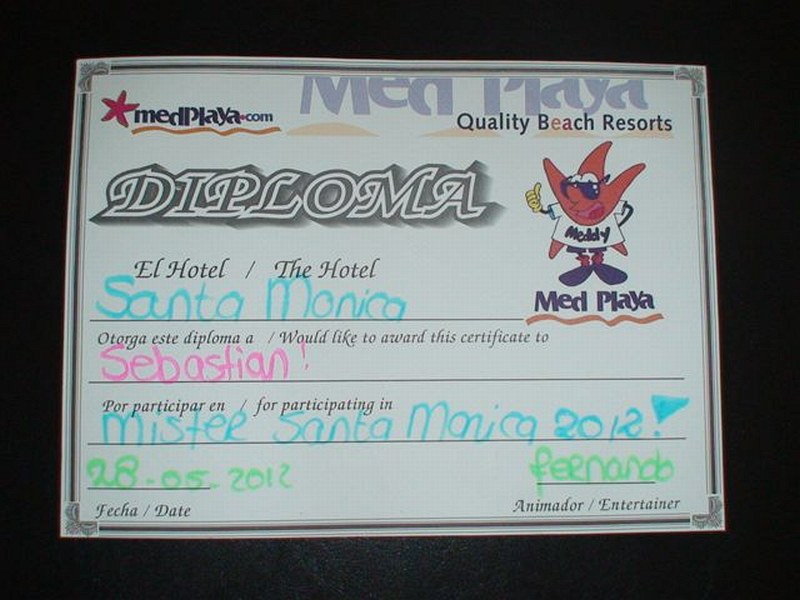 Med Playa
medPlaya.com
Quality Beach Resorts
DIPLOMA
Meddy
Med Playa
El Hotel / The Hotel
Santa Monica
Otorga este diploma a / Would like to award this certificate to
Sebastian!
Por participar en / for participating in
Mister Santa Monica 2012!
28-05-2012
fernando
Fecha / Date
Animador / Entertainer